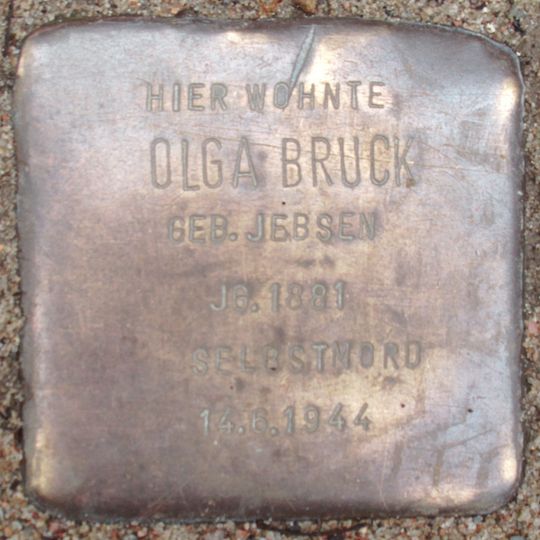 HIER WOHNTE
OLGA BRUCK
GEB. JEBSEN
JG. 1881
SELBSTMORD
14.6.1944